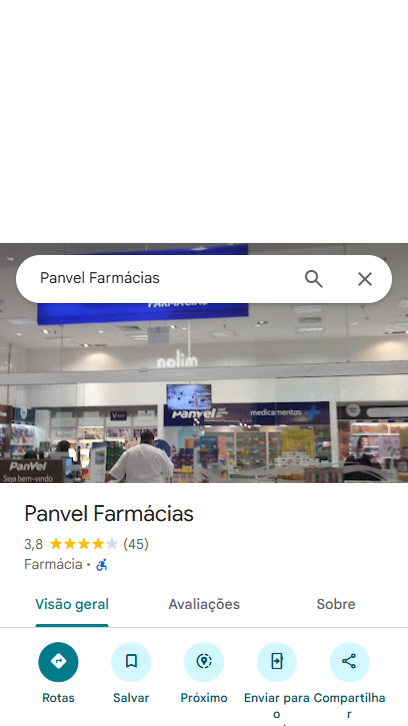 Panvel Farmácias
FARMÁCIAS
nolim
Panvel
medicamentos
PanVel
Seja bem-vindo
Panvel Farmácias
3,8 (45)
Farmácia ·
Visão geral
Avaliações
Sobre
Rotas
Salvar
Próximo
Enviar para o
Compartilhar